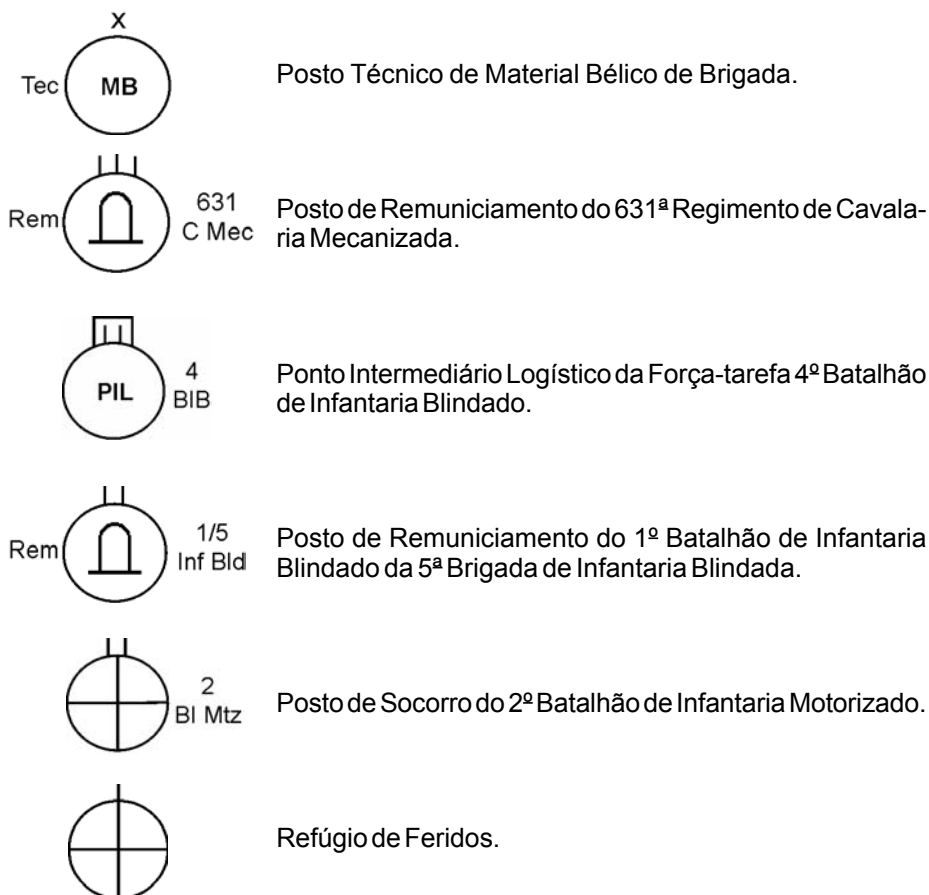 X
Tec MB
Posto Técnico de Material Bélico de Brigada.
Rem
631
C Mec
Posto de Remuniciamento do 631ª Regimento de Cavala-
ria Mecanizada.
PIL
4
BIB
Ponto Intermediário Logístico da Força-tarefa 4º Batalhão
de Infantaria Blindado.
Rem
1/5
Inf Bld
Posto de Remuniciamento do 1º Batalhão de Infantaria
Blindado da 5ª Brigada de Infantaria Blindada.
2
BI Mtz
Posto de Socorro do 2º Batalhão de Infantaria Motorizado.
Refúgio de Feridos.